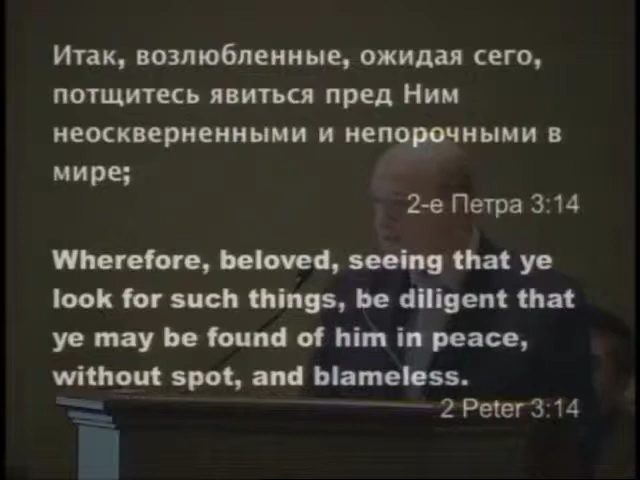 Итак, возлюбленные, ожидая сего,
потщитесь явиться пред Ним
неоскверненными и непорочными в
мире;
2-е Петра 3:14
Wherefore, beloved, seeing that ye
look for such things, be diligent that
ye may be found of him in peace,
without spot, and blameless.
2 Peter 3:14